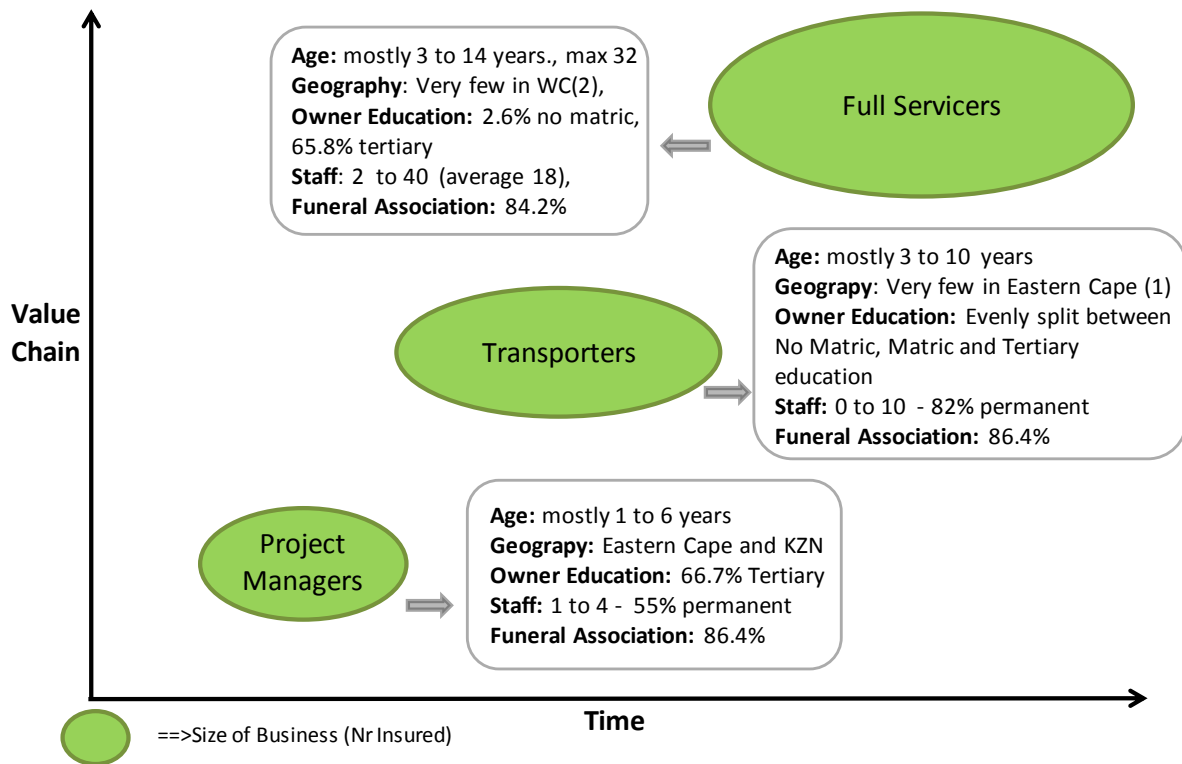 Age: mostly 3 to 14 years., max 32
Geography: Very few in WC(2),
Owner Education: 2.6% no matric,
65.8% tertiary
Staff: 2 to 40 (average 18),
Funeral Association: 84.2%
Full Servicers
Value
Chain
Transporters
Age: mostly 3 to 10 years
Geograpy: Very few in Eastern Cape (1)
Owner Education: Evenly split between
No Matric, Matric and Tertiary
education
Staff: 0 to 10 - 82% permanent
Funeral Association: 86.4%
Project
Managers
Age: mostly 1 to 6 years
Geograpy: Eastern Cape and KZN
Owner Education: 66.7% Tertiary
Staff: 1 to 4 - 55% permanent
Funeral Association: 86.4%
Time
==>Size of Business (Nr Insured)